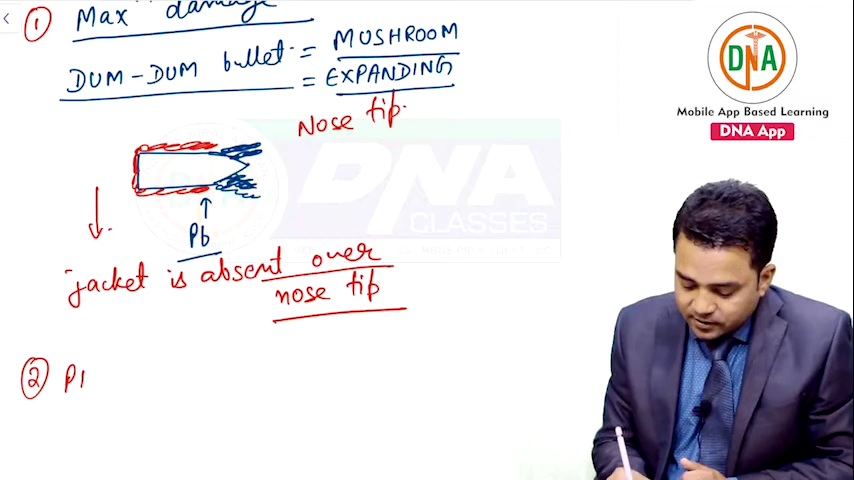 ① Max damage
DUM-DUM bullet = MUSHROOM
= EXPANDING
Nose tip.
Pb
jacket is absent over
nose tip
② Pl
DNA
Mobile App Based Learning
DNA App
DNA
CLASSES